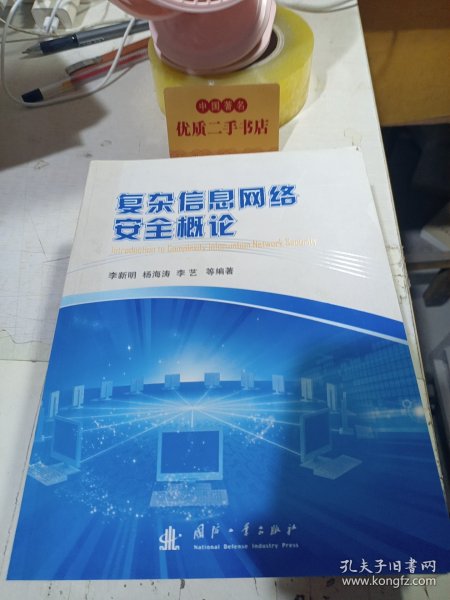 中国著名
优质二手书店
复杂信息网络
安全概论
Introduction to Complexity Information Network Security
李新明 杨海涛 李艺 等编著
国防工业出版社
National Defense Industry Press
孔夫子旧书网
www.kongfz.com